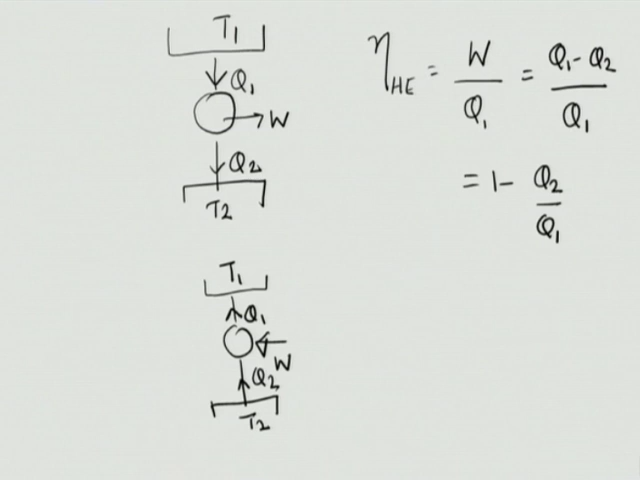 T1
Q1
W
Q2
T2
ηHE = W/Q1 = Q1-Q2/Q1
= 1- Q2/Q1
T1
Q1
W
Q2
T2